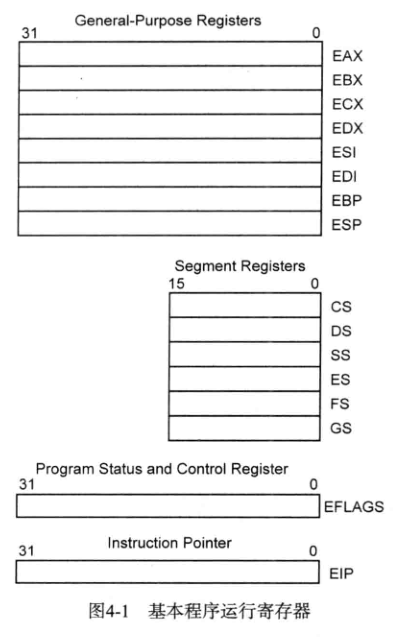 General-Purpose Registers
31 0
EAX
EBX
ECX
EDX
ESI
EDI
EBP
ESP
Segment Registers
15 0
CS
DS
SS
ES
FS
GS
Program Status and Control Register
31 0
EFLAGS
Instruction Pointer
31 0
EIP
图4-1 基本程序运行寄存器